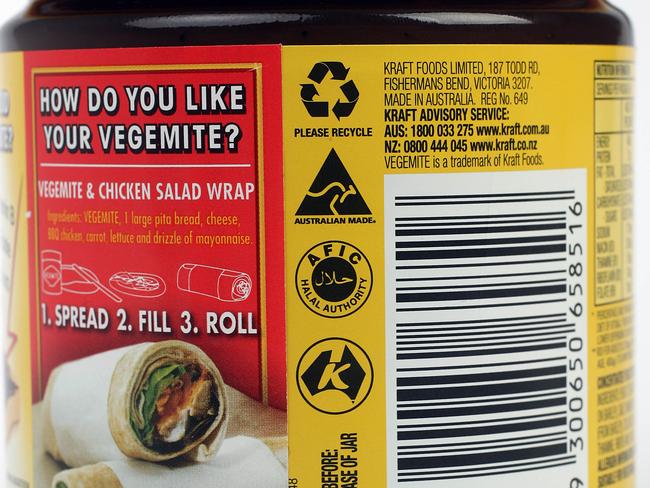 HOW DO YOU LIKE
YOUR VEGEMITE?
VEGEMITE & CHICKEN SALAD WRAP
Ingredients: VEGEMITE, 1 large pita bread, cheese,
BBQ chicken, carrot, lettuce and drizzle of mayonnaise.
1. SPREAD 2. FILL 3. ROLL
PLEASE RECYCLE
AUSTRALIAN MADE
AFIC
حلال
HALAL AUTHORITY
K
BEFORE:
ASE OF JAR
KRAFT FOODS LIMITED, 187 TODD RD,
FISHERMANS BEND, VICTORIA 3207.
MADE IN AUSTRALIA. REG No. 649
KRAFT ADVISORY SERVICE:
AUS: 1800 033 275 www.kraft.com.au
NZ: 0800 444 045 www.kraft.co.nz
VEGEMITE is a trademark of Kraft Foods.
9 300650 658516